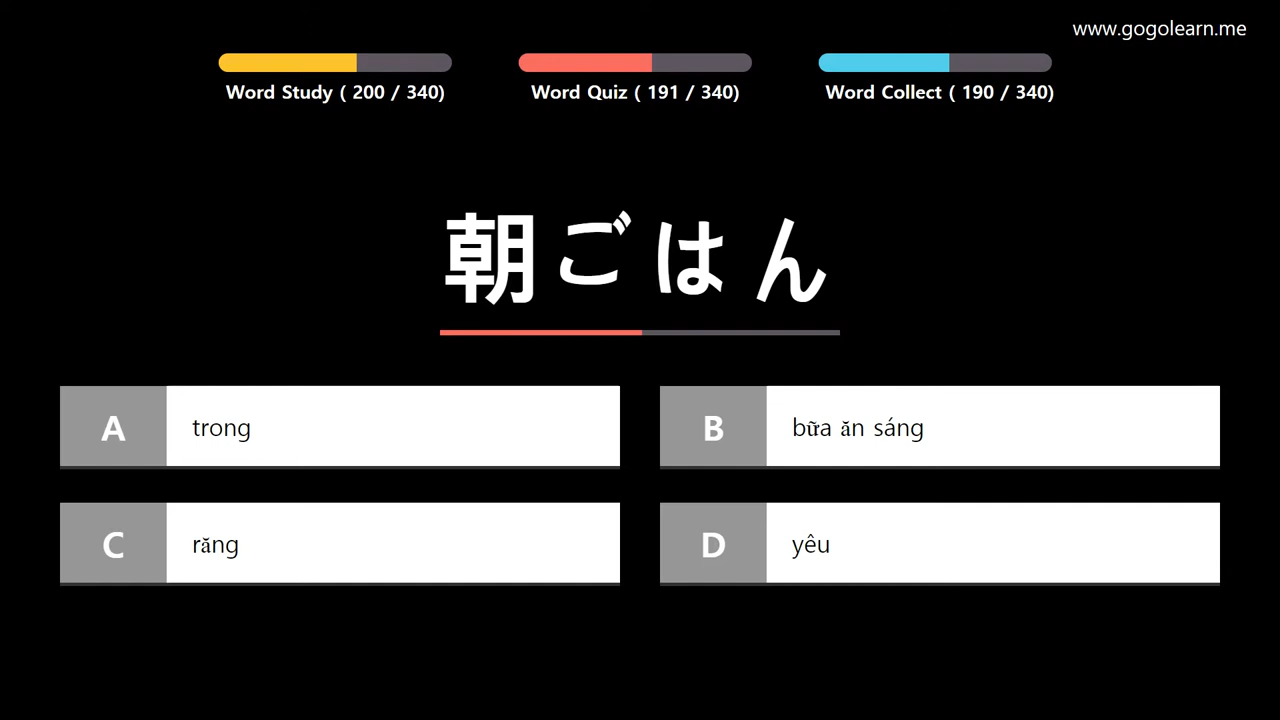 www.gogolearn.me
Word Study ( 200 / 340)
Word Quiz ( 191 / 340)
Word Collect ( 190 / 340)
朝ごはん
A trong
B bữa ăn sáng
C răng
D yêu